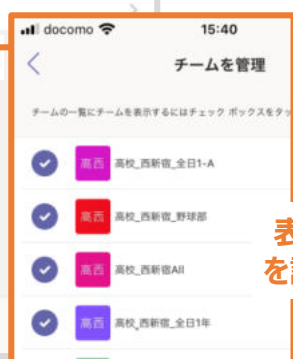 docomo 15:40
チームを管理
チームの一覧にチームを表示するにはチェック ボックスをタッ
高西 高校_西新宿_全日1-A
高西 高校_西新宿_野球部
高西 高校_西新宿All
高西 高校_西新宿_全日1年
表
を